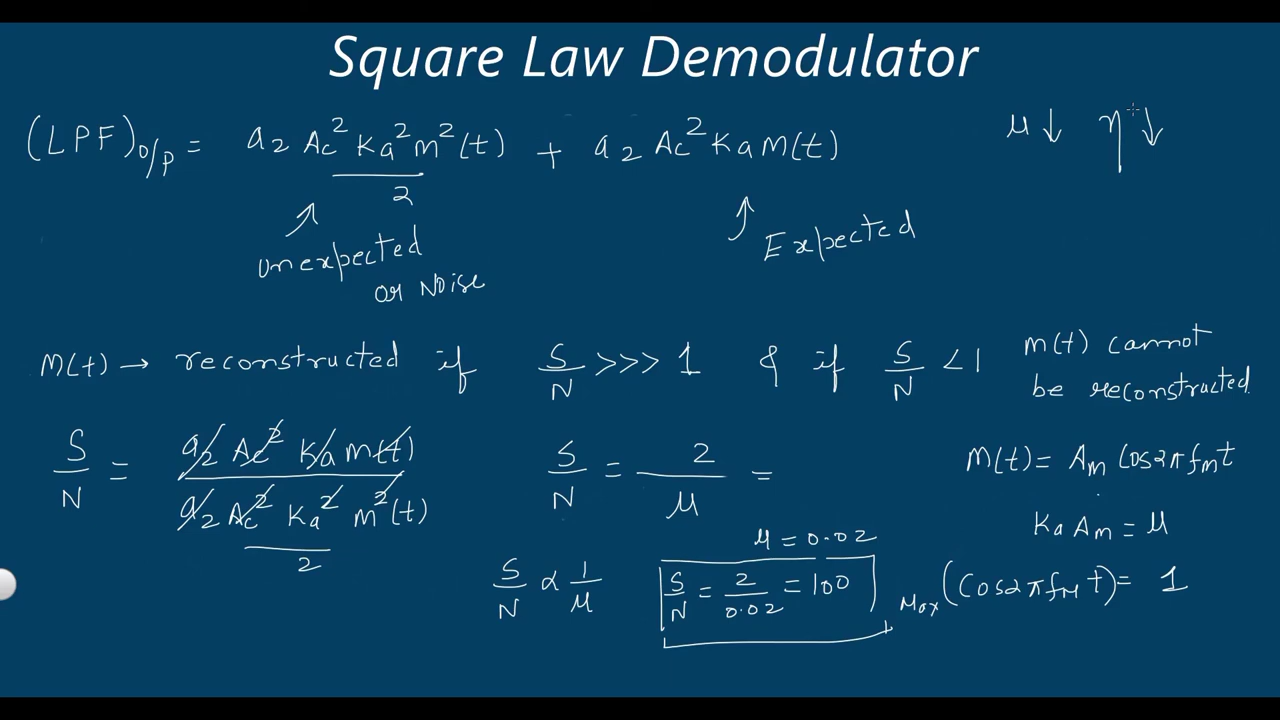 Square Law Demodulator
(LPF)o/p = a2 Ac² Ka² m²(t) / 2 + a2 Ac² Ka m(t)
μ↓ η↓
Unexpected
or Noise
Expected
m(t) → reconstructed if S/N >>> 1 & if S/N < 1 m(t) cannot
be reconstructed
S/N = a2 Ac² Ka m(t) / a2 Ac² Ka² m²(t) / 2
S/N = 2/μ =
m(t) = Am Cos2πfmt
Ka Am = μ
μ = 0.02
S/N ∝ 1/μ
S/N = 2/0.02 = 100
Max(Cos2πfmt) = 1